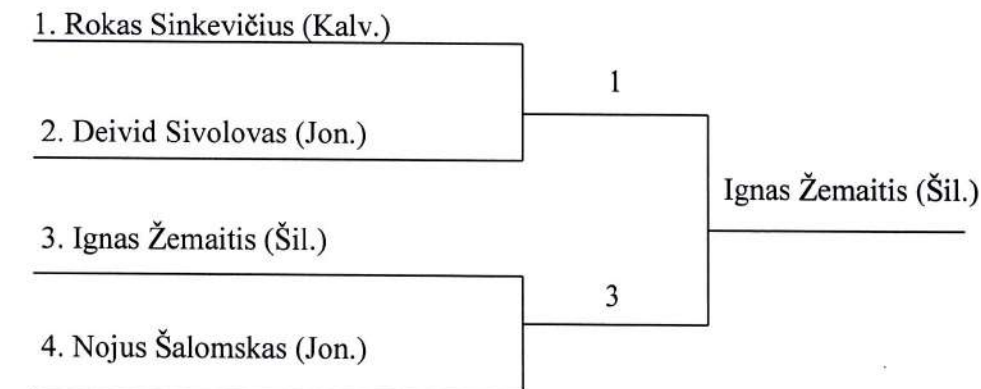 1. Rokas Sinkevičius (Kalv.)
1
2. Deivid Sivolovas (Jon.)
Ignas Žemaitis (Šil.)
3. Ignas Žemaitis (Šil.)
3
4. Nojus Šalomskas (Jon.)